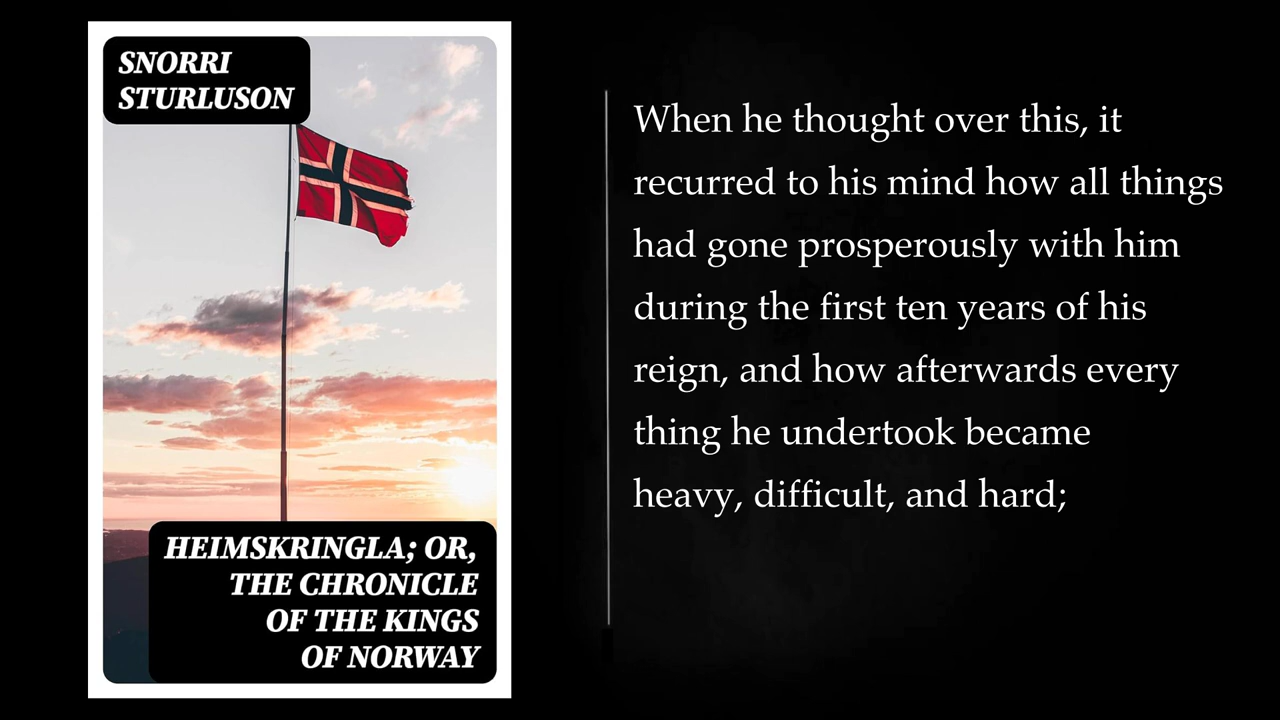 SNORRI
STURLUSON
HEIMSKRINGLA; OR,
THE CHRONICLE
OF THE KINGS
OF NORWAY
When he thought over this, it
recurred to his mind how all things
had gone prosperously with him
during the first ten years of his
reign, and how afterwards every
thing he undertook became
heavy, difficult, and hard;